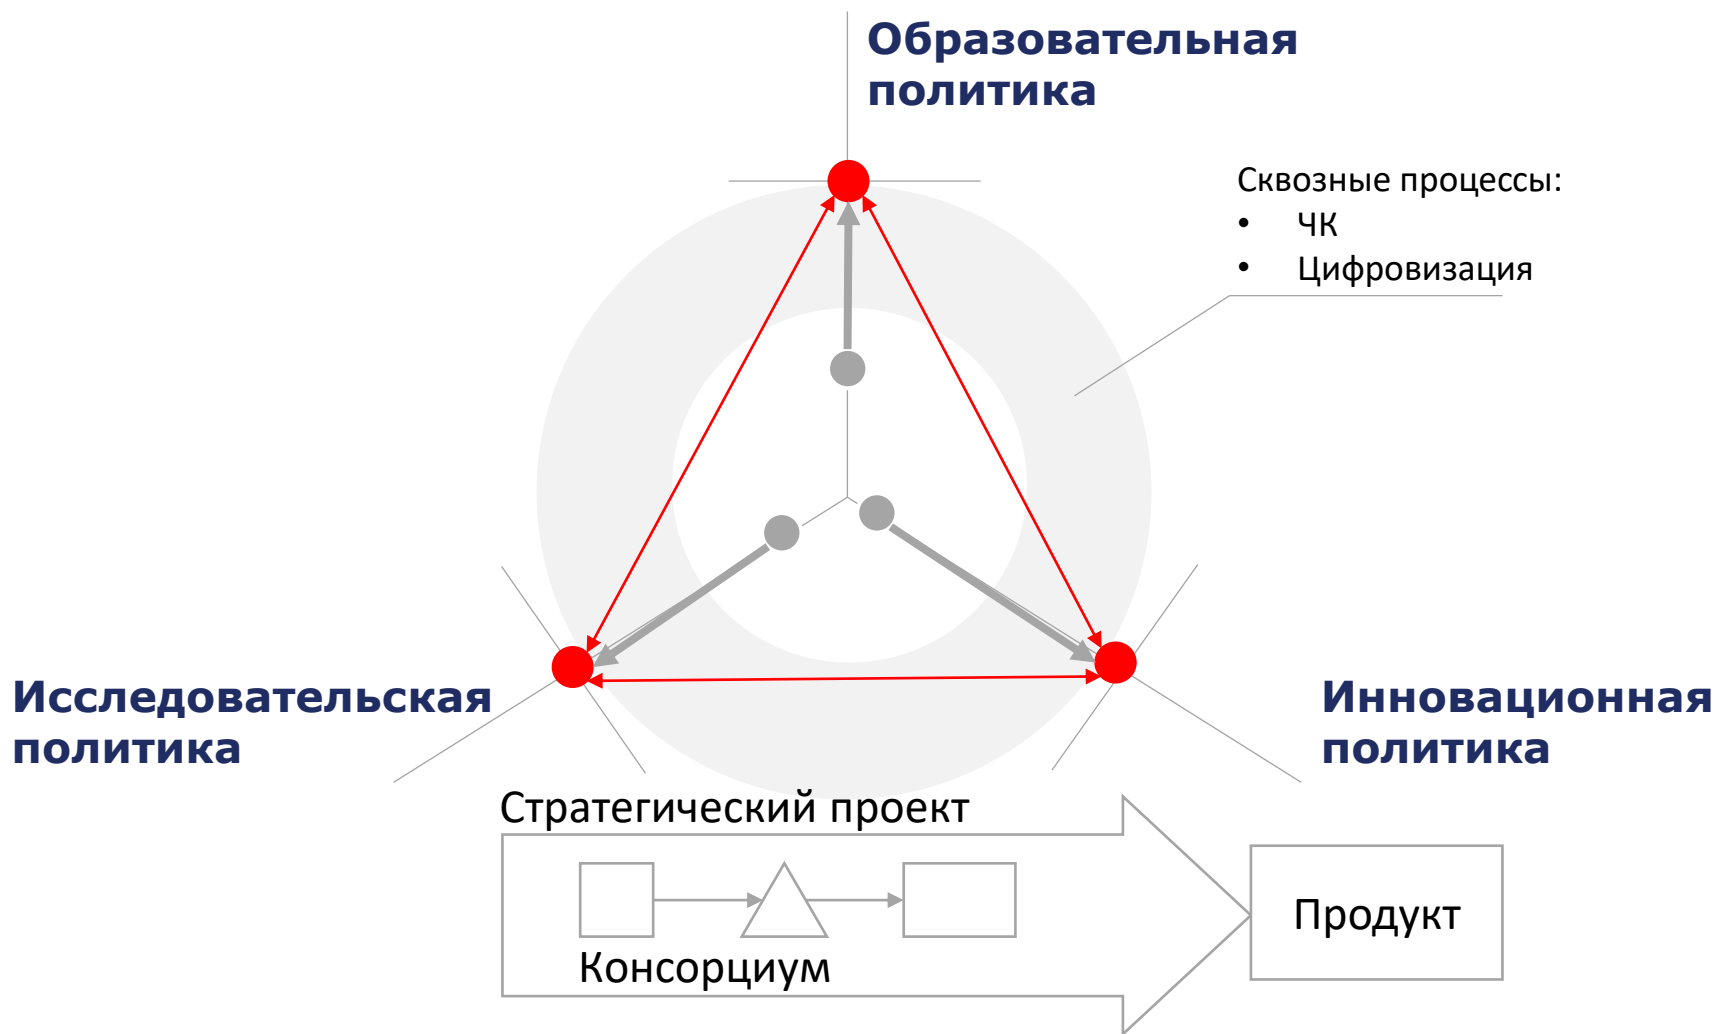 Образовательная
политика
Сквозные процессы:
• ЧК
• Цифровизация
Исследовательская
политика
Инновационная
политика
Стратегический проект
Консорциум
Продукт